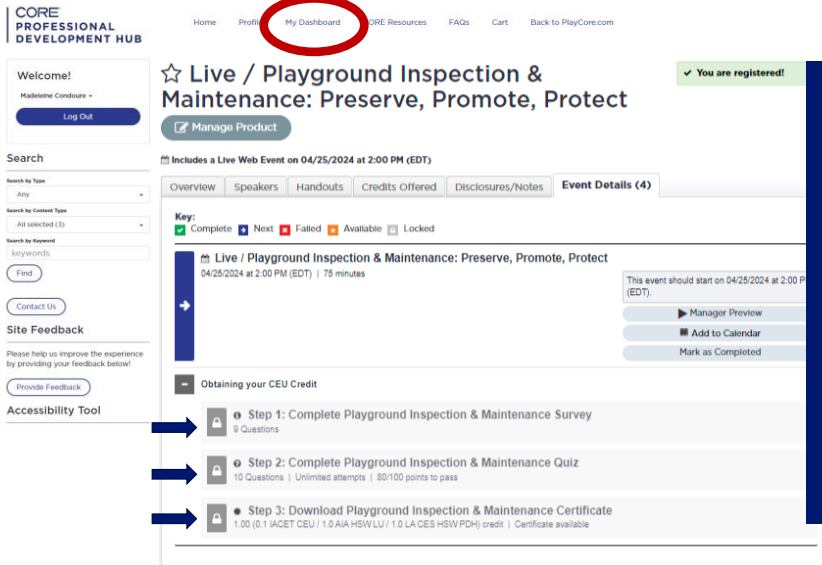 CORE
PROFESSIONAL
DEVELOPMENT HUB
Home Profile My Dashboard CORE Resources FAQs Cart Back to PlayCore.com
Welcome!
Madeleine Condoure
Log Out
Search
Search by Type
Any
Search by Content Type
All selected (3)
Search by Keyword
keywords
Find
Contact Us
Site Feedback
Please help us improve the experience
by providing your feedback below!
Provide Feedback
Accessibility Tool
Live / Playground Inspection &
Maintenance: Preserve, Promote, Protect
You are registered!
Manage Product
Includes a Live Web Event on 04/25/2024 at 2:00 PM (EDT)
Overview Speakers Handouts Credits Offered Disclosures/Notes Event Details (4)
Key:
Complete Next Failed Available Locked
Live / Playground Inspection & Maintenance: Preserve, Promote, Protect
04/25/2024 at 2:00 PM (EDT) | 75 minutes
This event should start on 04/25/2024 at 2:00 P
(EDT).
Manager Preview
Add to Calendar
Mark as Completed
Obtaining your CEU Credit
Step 1: Complete Playground Inspection & Maintenance Survey
9 Questions
Step 2: Complete Playground Inspection & Maintenance Quiz
10 Questions | Unlimited attempts | 80/100 points to pass
Step 3: Download Playground Inspection & Maintenance Certificate
1.00 (0.1 IACET CEU / 1.0 AIA HSW LU / 1.0 LA CES HSW PDH) credit | Certificate available